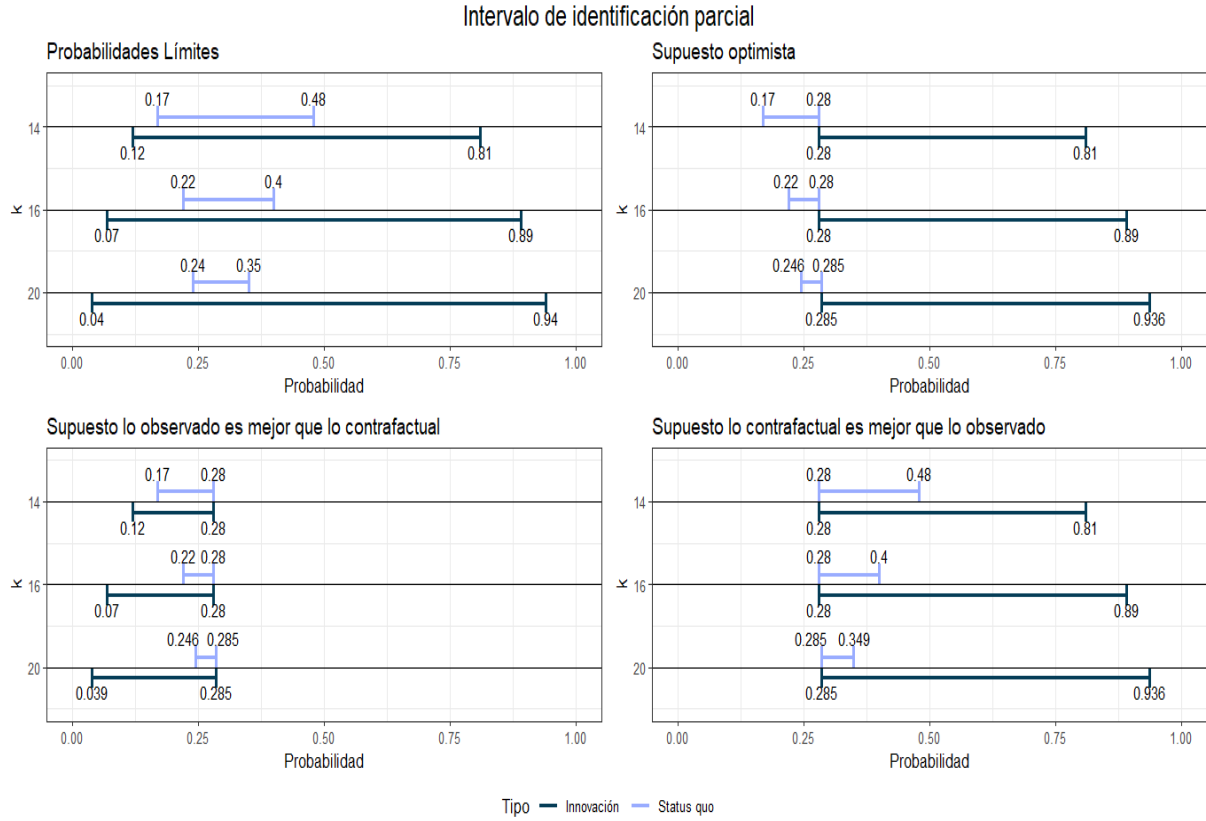 Intervalo de identificación parcial
Probabilidades Límites
0.17 0.48
14
0.12 0.81
0.22 0.4
k
16
0.07 0.89
0.24 0.35
20
0.04 0.94
0.00 0.25 0.50 0.75 1.00
Probabilidad
Supuesto optimista
0.17 0.28
14
0.28 0.81
0.22 0.28
k
16
0.28 0.89
0.246 0.285
20
0.285 0.936
0.00 0.25 0.50 0.75 1.00
Probabilidad
Supuesto lo observado es mejor que lo contrafactual
0.17 0.28
14
0.12 0.28
0.22 0.28
k
16
0.07 0.28
0.246 0.285
20
0.039 0.285
0.00 0.25 0.50 0.75 1.00
Probabilidad
Supuesto lo contrafactual es mejor que lo observado
0.28 0.48
14
0.28 0.81
0.28 0.4
k
16
0.28 0.89
0.285 0.349
20
0.285 0.936
0.00 0.25 0.50 0.75 1.00
Probabilidad
Tipo Innovación Status quo